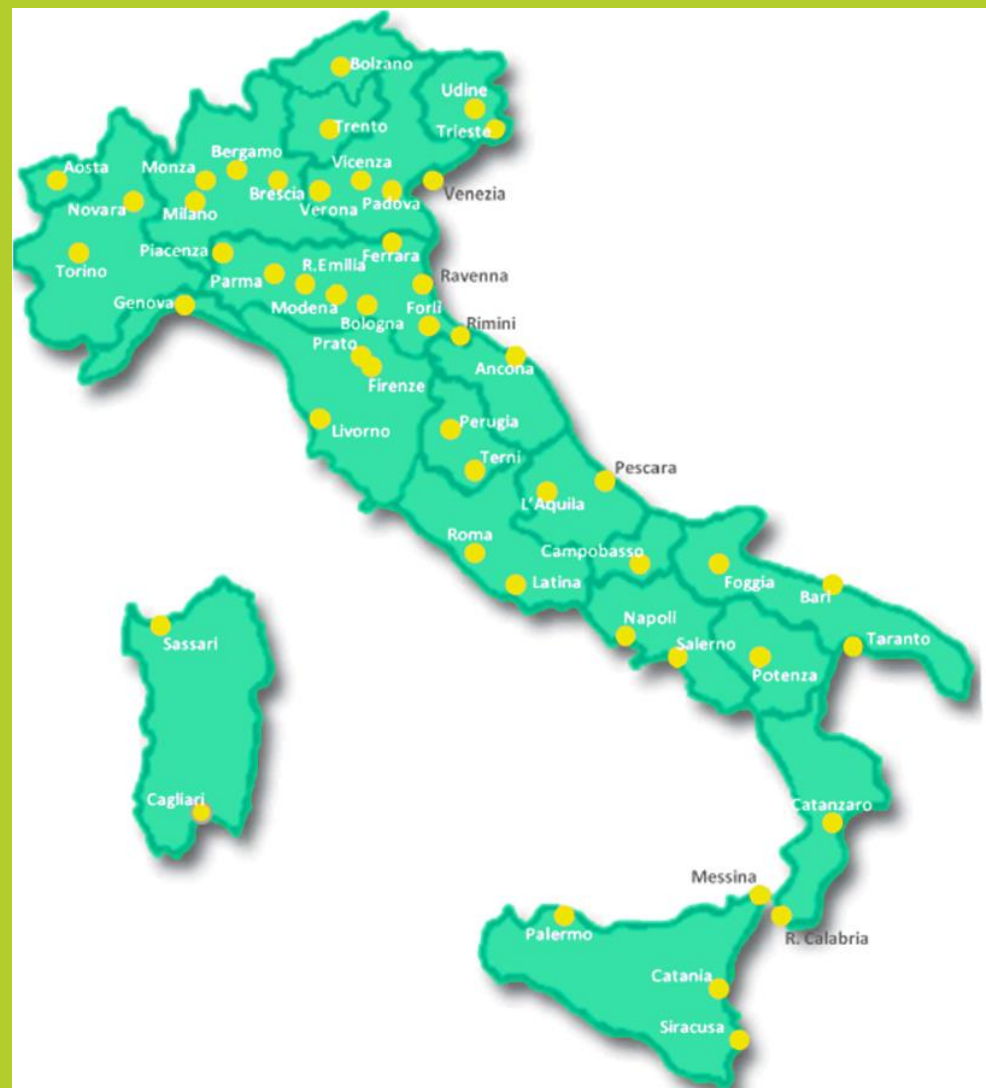 Bolzano
Udine
Trento
Trieste
Aosta
Monza
Bergamo
Vicenza
Novara
Milano
Brescia
Verona
Padova
Venezia
Torino
Piacenza
Parma
R.Emilia
Ferrara
Ravenna
Genova
Modena
Bologna
Forlì
Rimini
Prato
Firenze
Ancona
Livorno
Perugia
Terni
L'Aquila
Pescara
Roma
Latina
Campobasso
Foggia
Bari
Napoli
Salerno
Potenza
Taranto
Sassari
Cagliari
Catanzaro
Messina
R. Calabria
Palermo
Catania
Siracusa